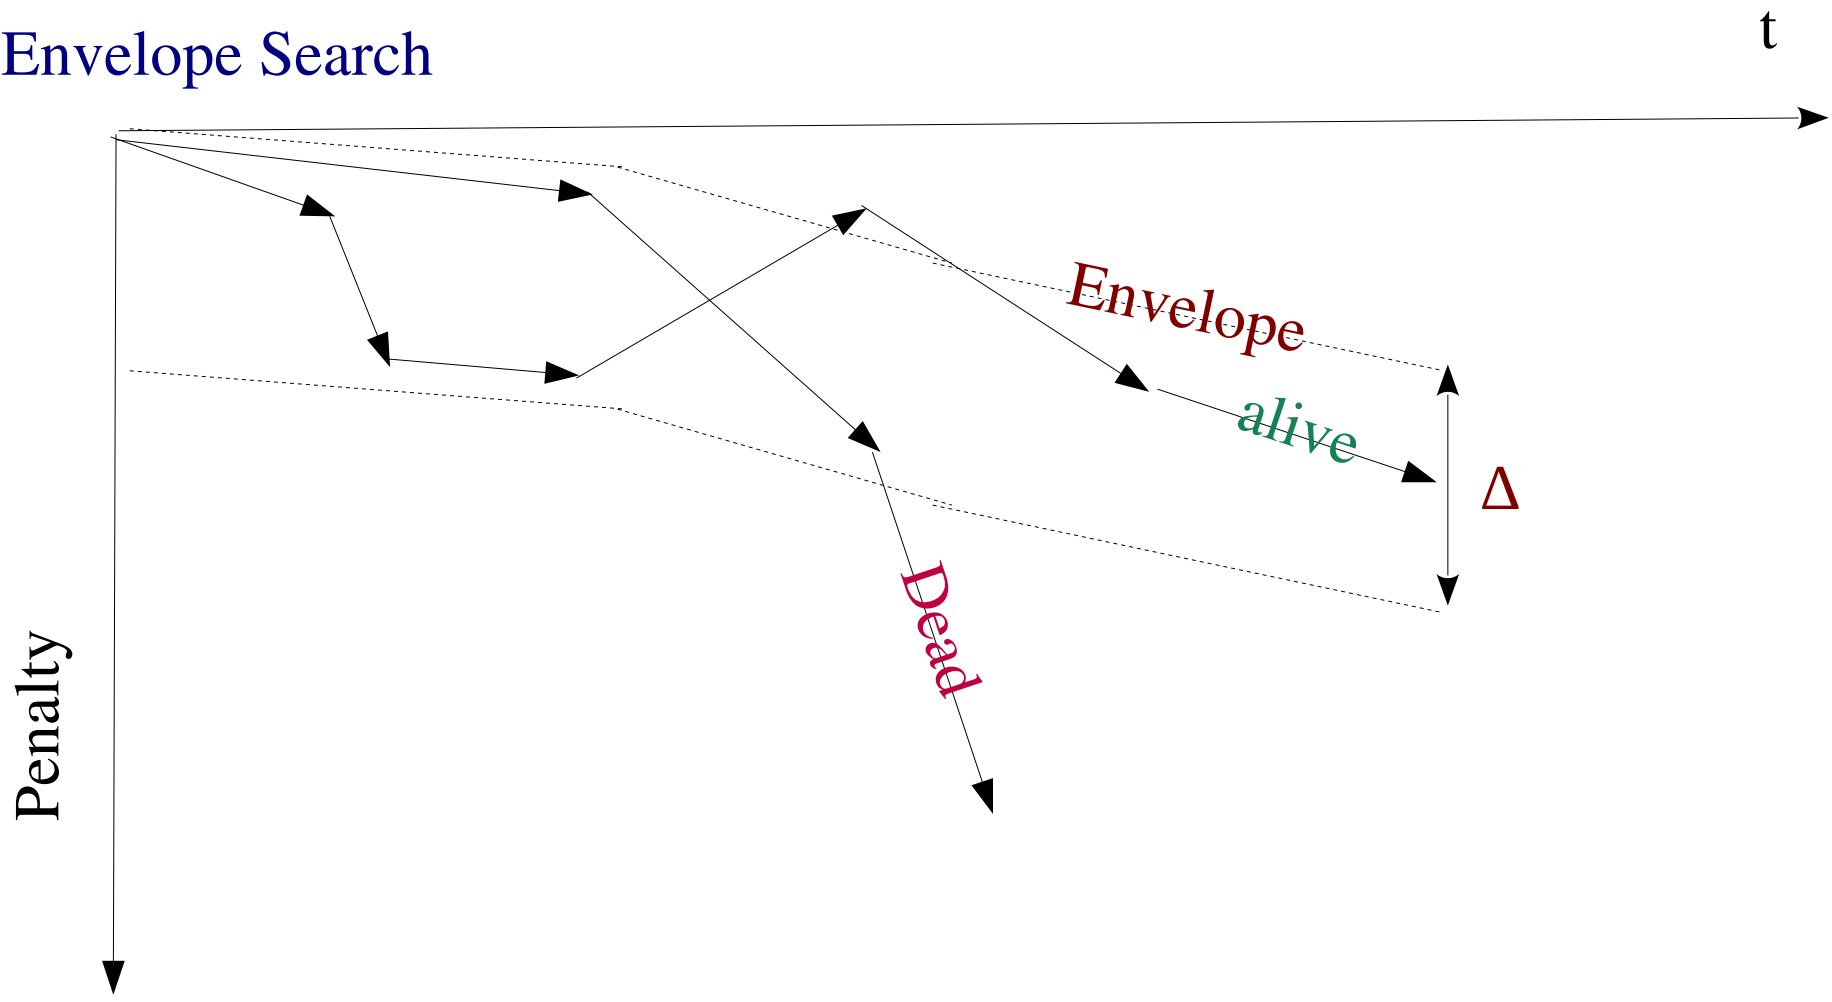 Envelope Search
t
Envelope
alive
Δ
Dead
Penalty